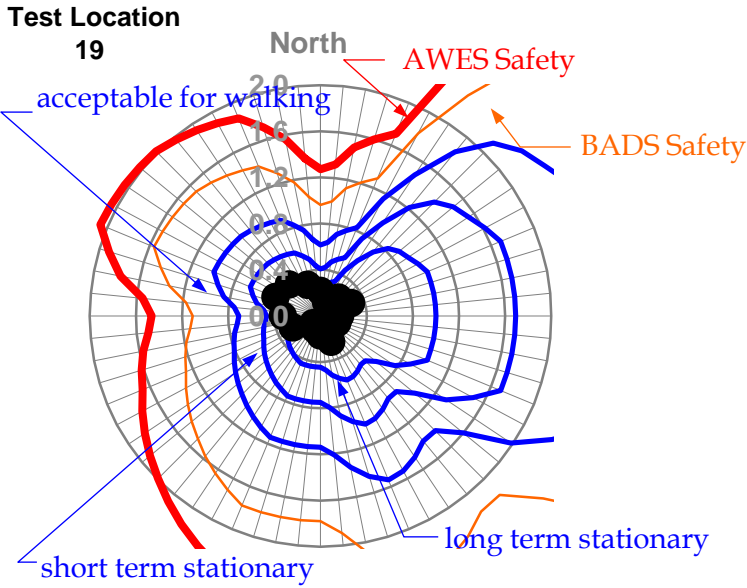 Test Location
19
North
AWES Safety
acceptable for walking
BADS Safety
2.0
1.6
1.2
0.8
0.4
0.0
long term stationary
short term stationary